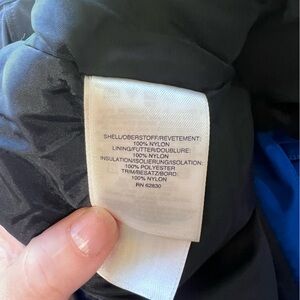 SHELL/OBERSTOFF/REVETEMENT:
100% NYLON
LINING/FUTTER/DOUBLURE:
100% NYLON
INSULATION/ISOLIERUNG/ISOLATION:
100% POLYESTER
TRIM/BESATZ/BORD:
100% NYLON
RN 62830